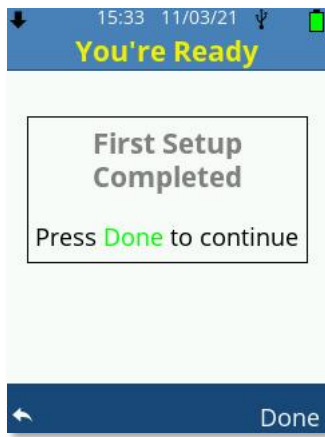 15:33 11/03/21
You're Ready
First Setup
Completed
Press Done to continue
Done